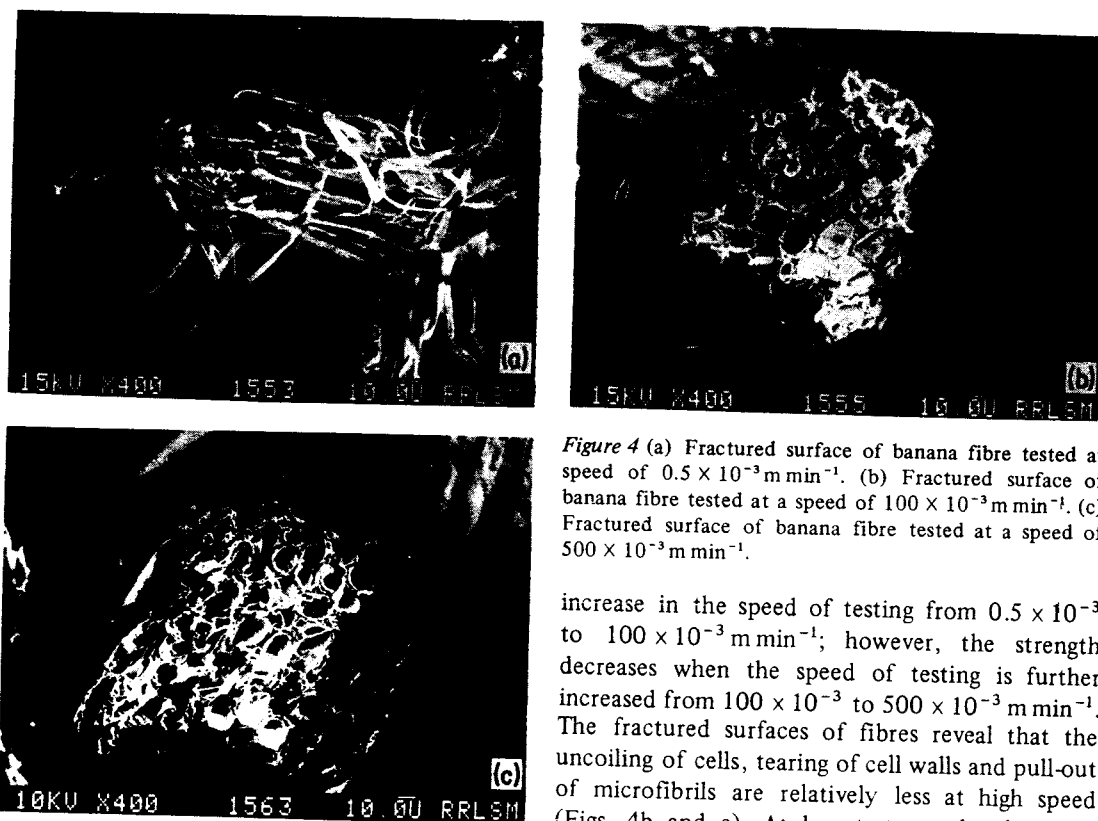 (a)
15KV X400 1553 10.0U RRLSM
(b)
15KV X400 1555 10.0U RRLSM
(c)
10KV X400 1563 10.0U RRLSM
Figure 4 (a) Fractured surface of banana fibre tested a
speed of 0.5 × 10⁻³ m min⁻¹. (b) Fractured surface o
banana fibre tested at a speed of 100 × 10⁻³ m min⁻¹. (c)
Fractured surface of banana fibre tested at a speed of
500 × 10⁻³ m min⁻¹.
increase in the speed of testing from 0.5 × 10⁻³
to 100 × 10⁻³ m min⁻¹; however, the strength
decreases when the speed of testing is further
increased from 100 × 10⁻³ to 500 × 10⁻³ m min⁻¹.
The fractured surfaces of fibres reveal that the
uncoiling of cells, tearing of cell walls and pull-out
of microfibrils are relatively less at high speed